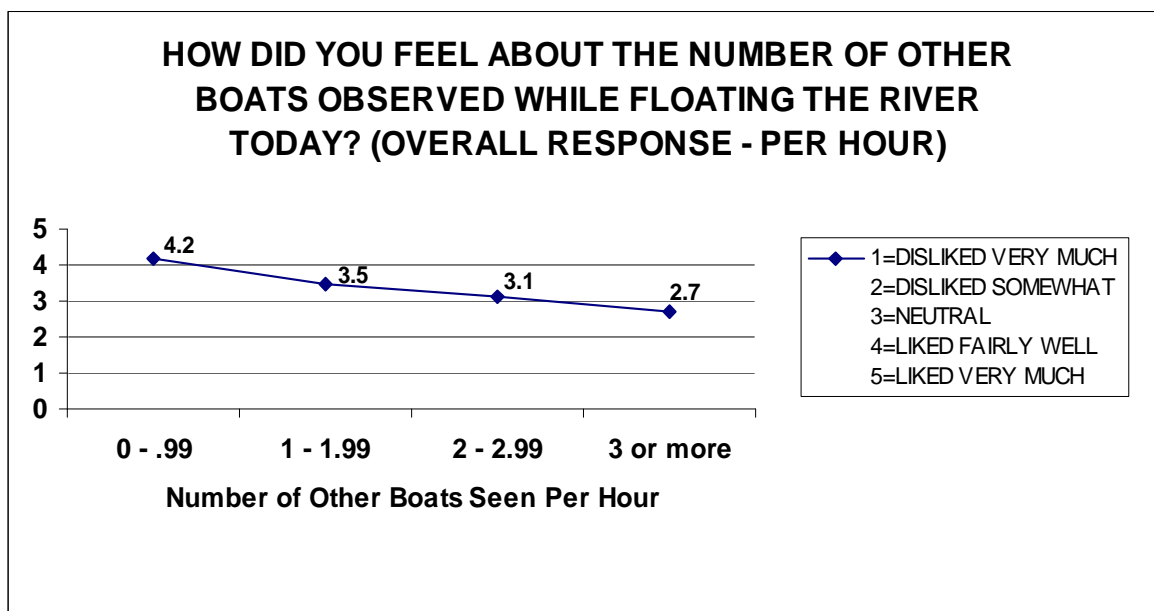 HOW DID YOU FEEL ABOUT THE NUMBER OF OTHER
BOATS OBSERVED WHILE FLOATING THE RIVER
TODAY? (OVERALL RESPONSE - PER HOUR)
5
4
3
2
1
0
4.2
3.5
3.1
2.7
0 - .99
1 - 1.99
2 - 2.99
3 or more
Number of Other Boats Seen Per Hour
1=DISLIKED VERY MUCH
2=DISLIKED SOMEWHAT
3=NEUTRAL
4=LIKED FAIRLY WELL
5=LIKED VERY MUCH